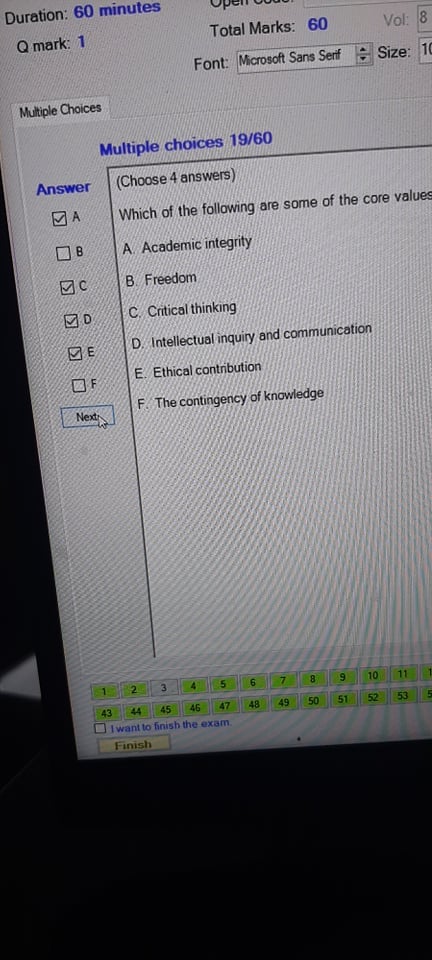 Duration: 60 minutes
Q mark: 1
Total Marks: 60
Vol: 8
Font: Microsoft Sans Serif
Size: 10
Multiple Choices
Multiple choices 19/60
Answer
(Choose 4 answers)
Which of the following are some of the core values
A. Academic integrity
B. Freedom
C. Critical thinking
D. Intellectual inquiry and communication
E. Ethical contribution
F. The contingency of knowledge
A
B
C
D
E
F
Next
1 2 3 4 5 6 7 8 9 10 11
43 44 45 46 47 48 49 50 51 52 53
I want to finish the exam.
Finish